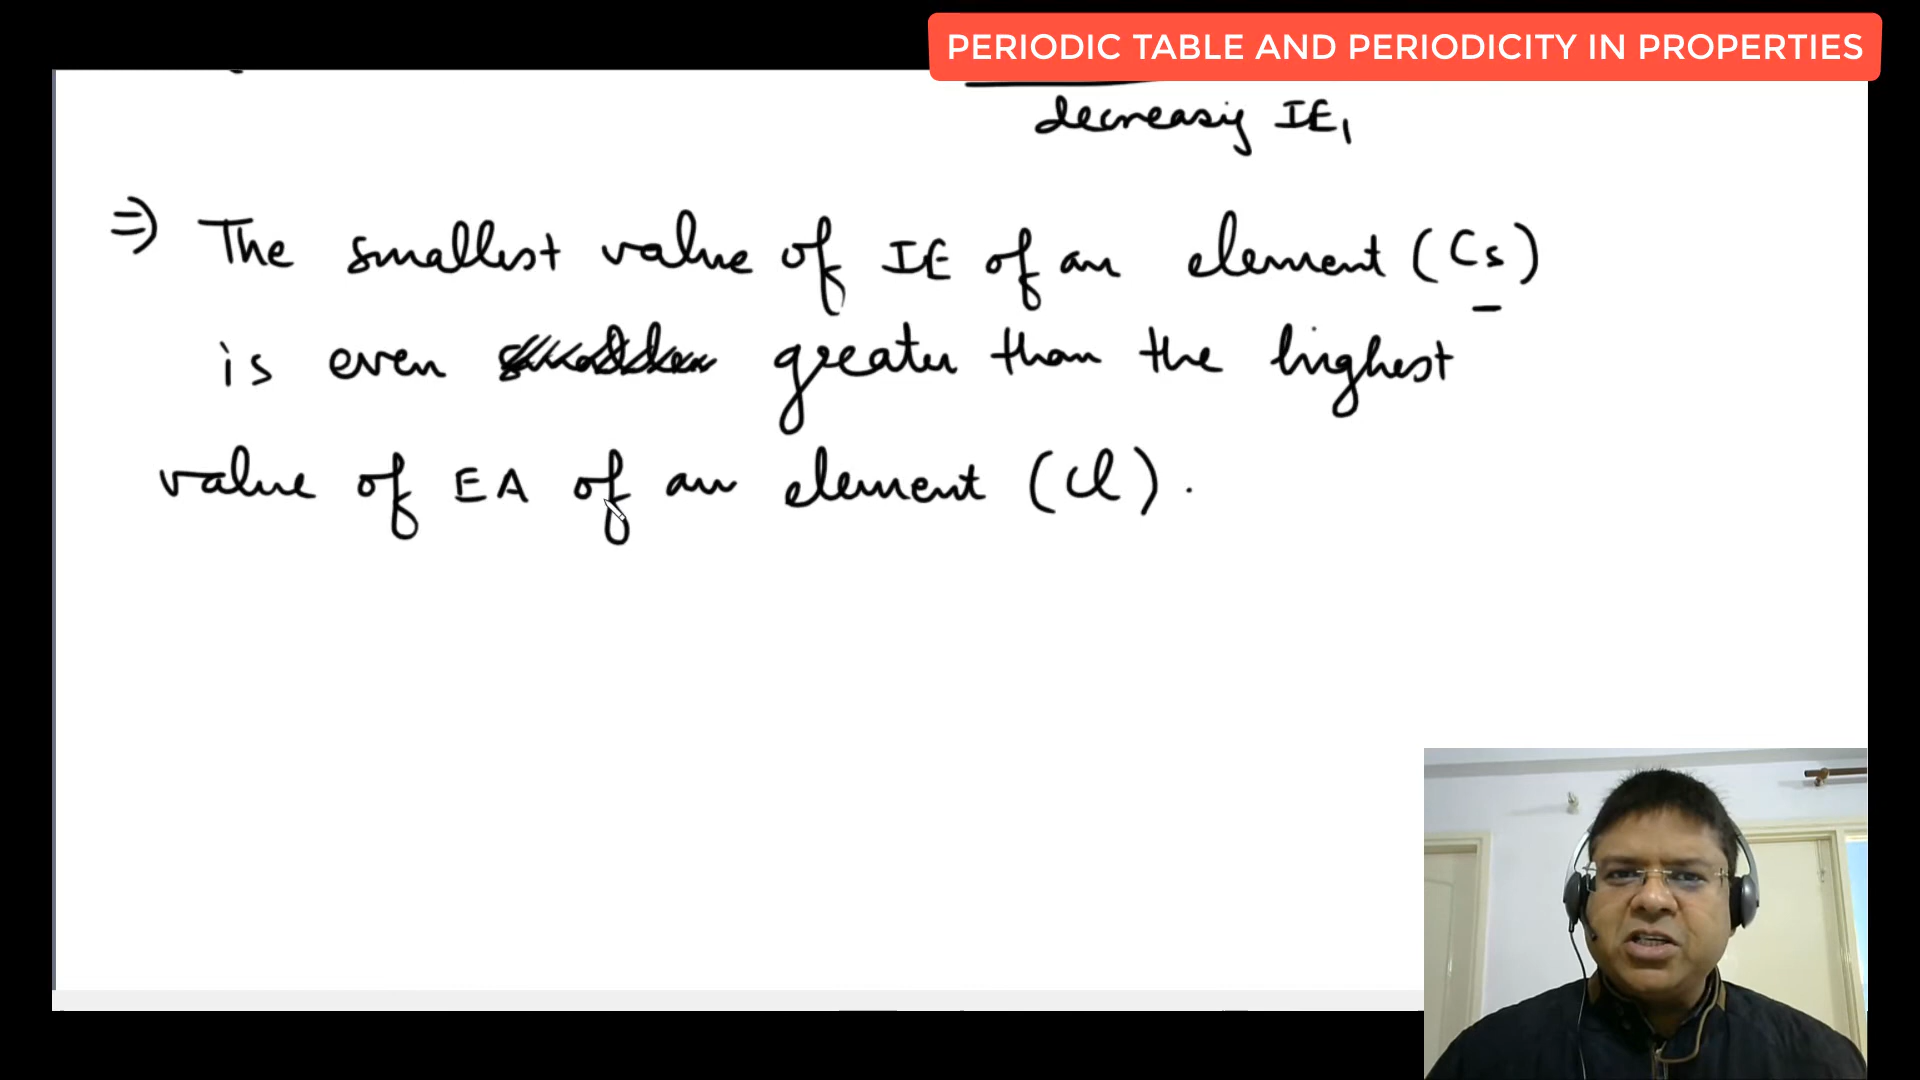 PERIODIC TABLE AND PERIODICITY IN PROPERTIES
decreasing IE₁
⇒ The smallest value of IE of an element (Cs)
is even greater than the highest
value of EA of an element (Cl).